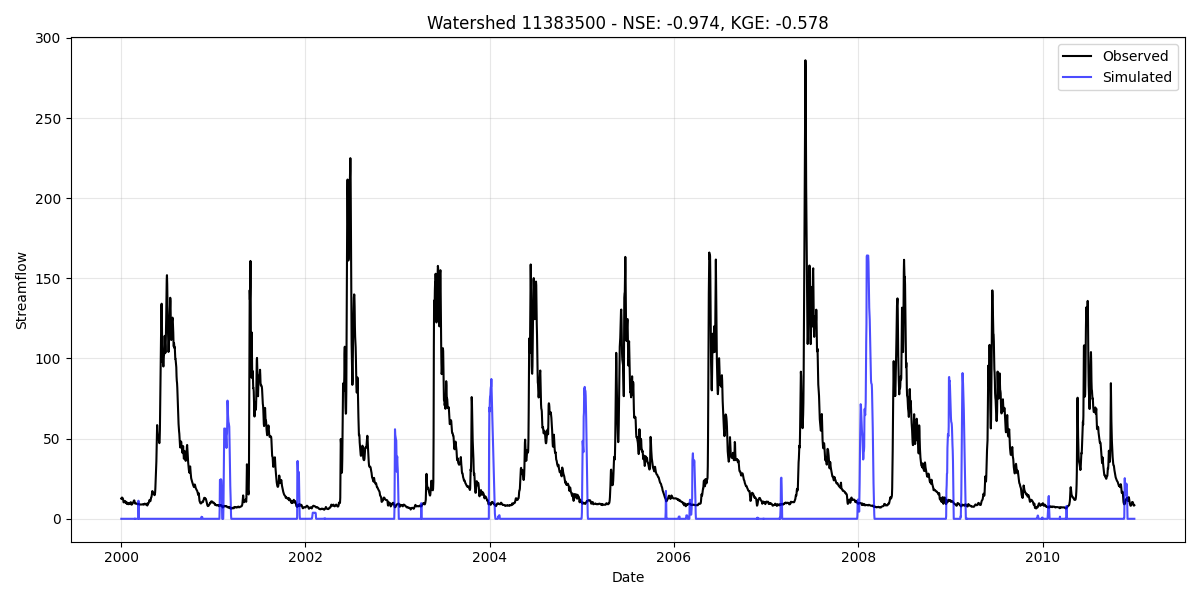 Watershed 11383500 - NSE: -0.974, KGE: -0.578
Observed
Simulated
Streamflow
300
250
200
150
100
50
0
2000 2002 2004 2006 2008 2010
Date